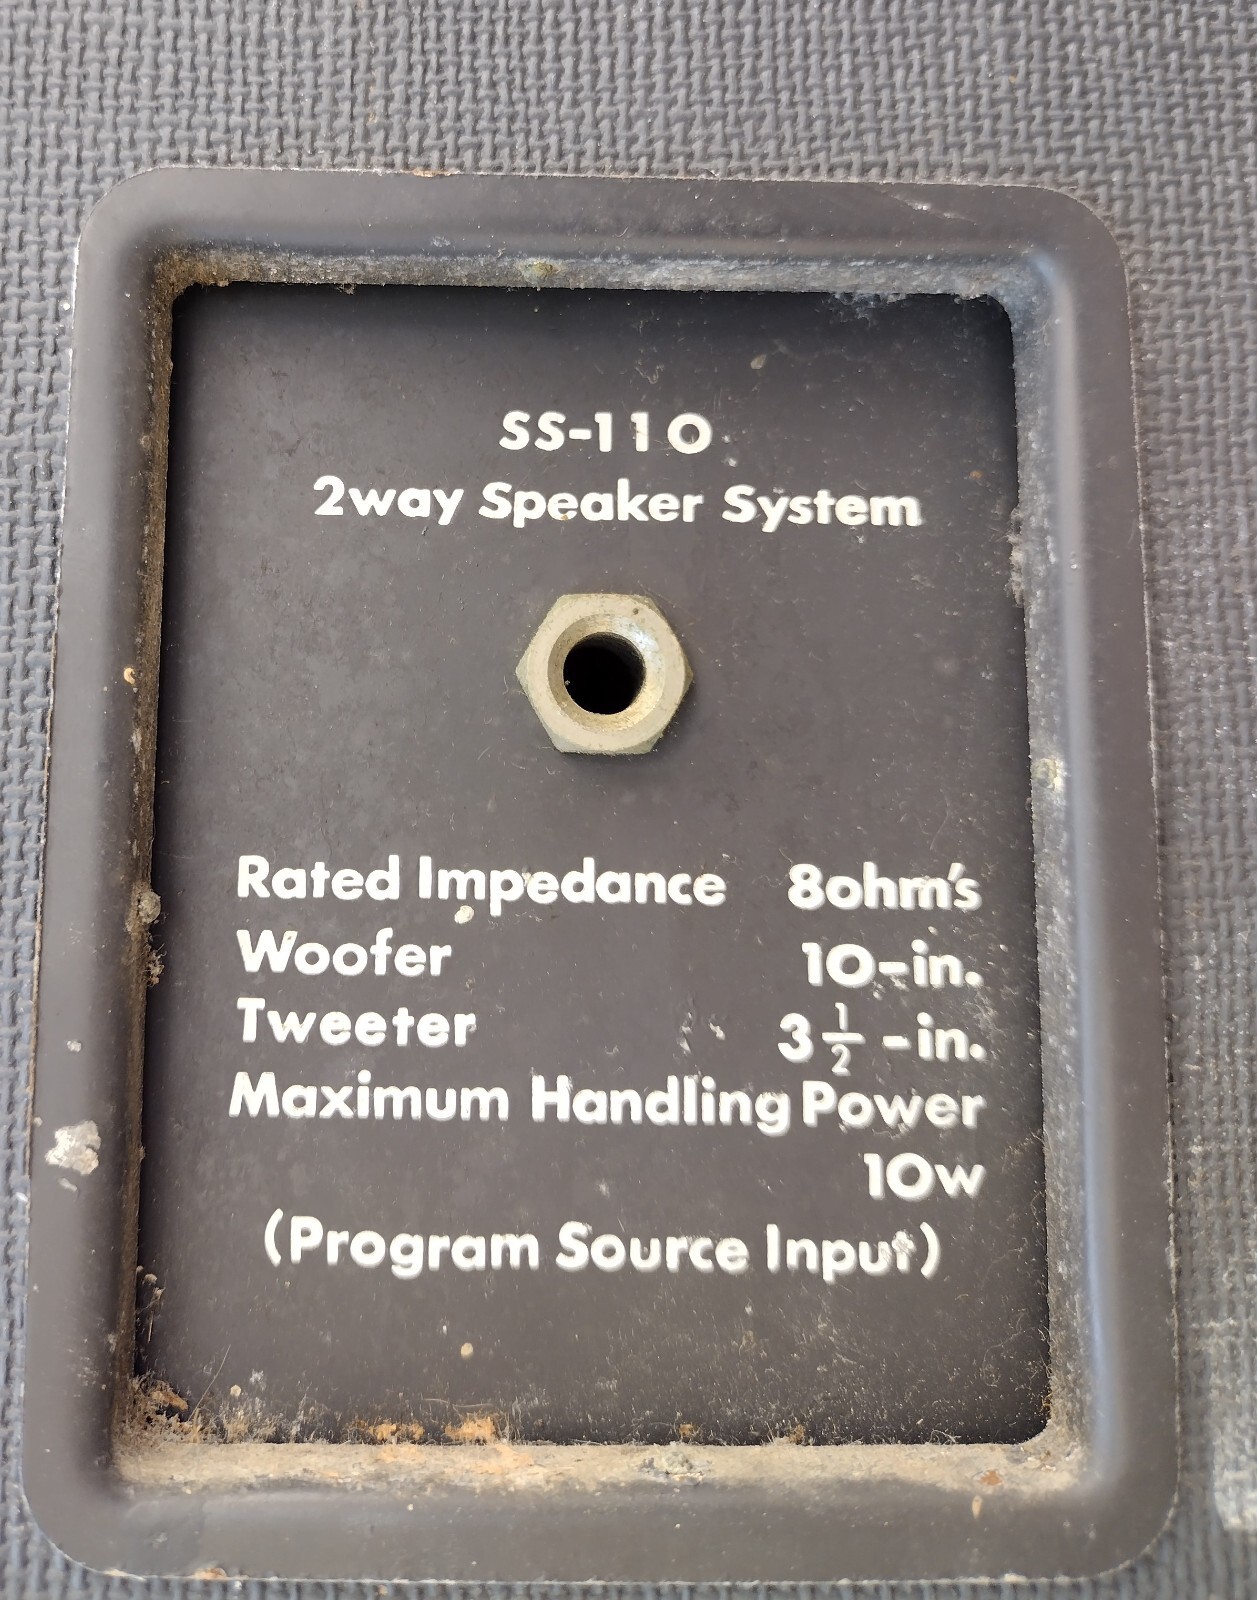 SS-110
2way Speaker System
Rated Impedance 8ohm's
Woofer 10-in.
Tweeter 3 1/2 -in.
Maximum Handling Power
10w
(Program Source Input)